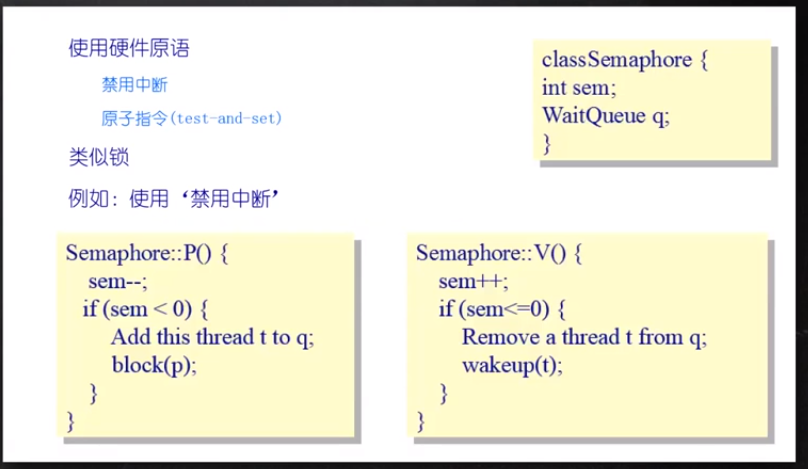 使用硬件原语
禁用中断
原子指令(test-and-set)
类似锁
例如: 使用‘禁用中断’
classSemaphore {
int sem;
WaitQueue q;
}
Semaphore::P() {
sem--;
if (sem < 0) {
Add this thread t to q;
block(p);
}
}
Semaphore::V() {
sem++;
if (sem<=0) {
Remove a thread t from q;
wakeup(t);
}
}